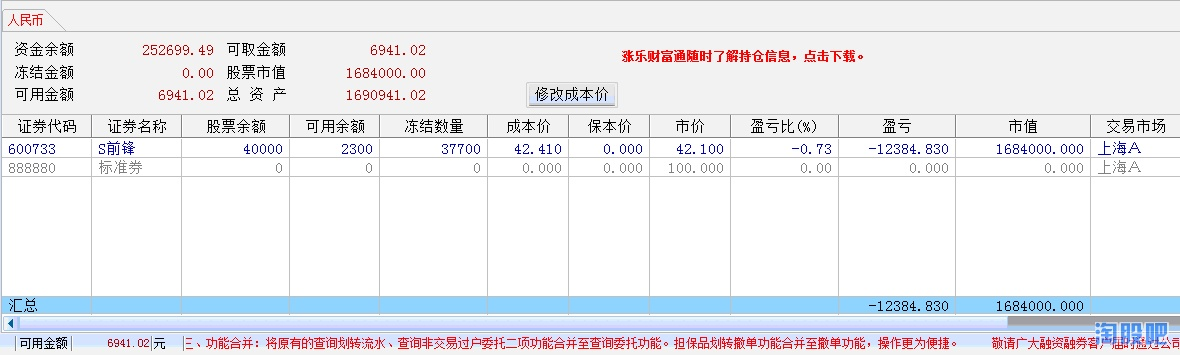 人民币
资金余额 252699.49 可取金额 6941.02
涨乐财富通随时了解持仓信息，点击下载。
冻结金额 0.00 股票市值 1684000.00
可用金额 6941.02 总 资 产 1690941.02 修改成本价
证券代码 证券名称 股票余额 可用余额 冻结数量 成本价 保本价 市价 盈亏比(%) 盈亏 市值 交易市场
600733 S前锋 40000 2300 37700 42.410 0.000 42.100 -0.73 -12384.830 1684000.000 上海A
888880 标准券 0 0 0 0.000 0.000 100.000 0.00 0.000 0.000 上海A
汇总 -12384.830 1684000.000
淘股吧
可用金额 6941.02 元 三、功能合并：将原有的查询划转流水、查询非交易过户委托二项功能合并至查询委托功能。担保品划转撤单功能合并至撤单功能，操作更为便捷。 敬请广大融资融券客户届时通过公司